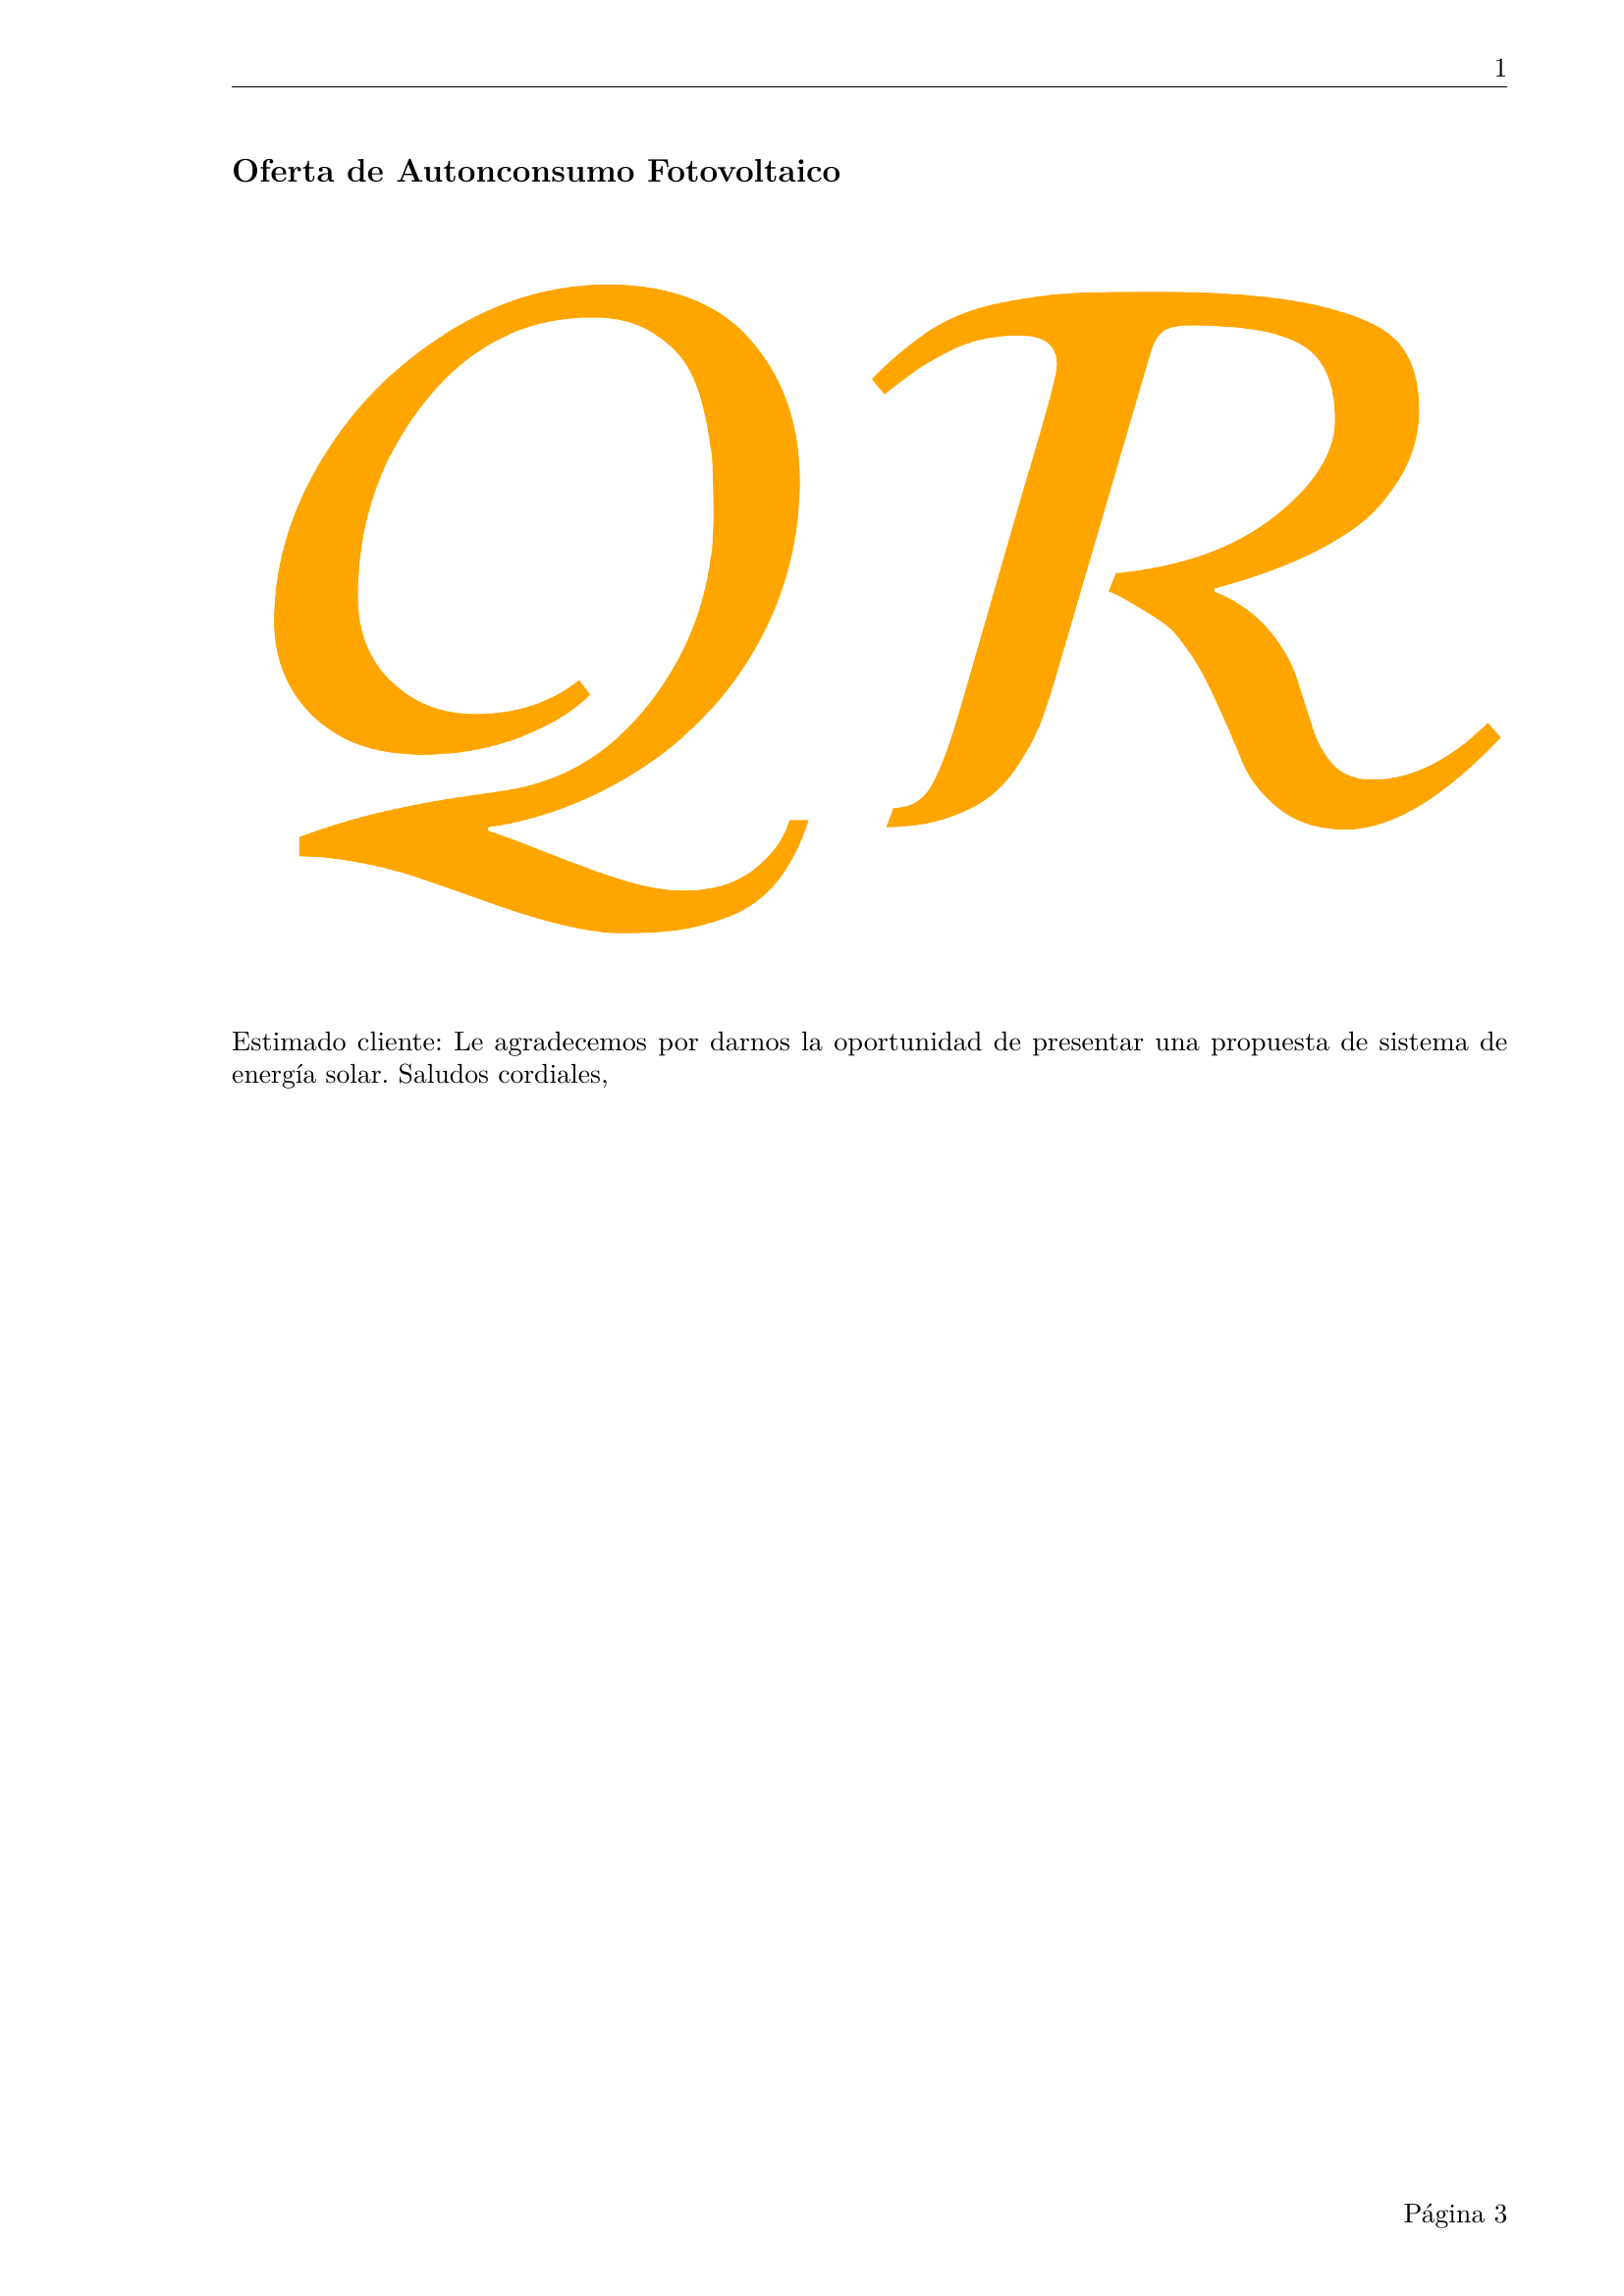 1
Oferta de Autonconsumo Fotovoltaico
QR
Estimado cliente: Le agradecemos por darnos la oportunidad de presentar una propuesta de sistema de
energía solar. Saludos cordiales,
Página 3